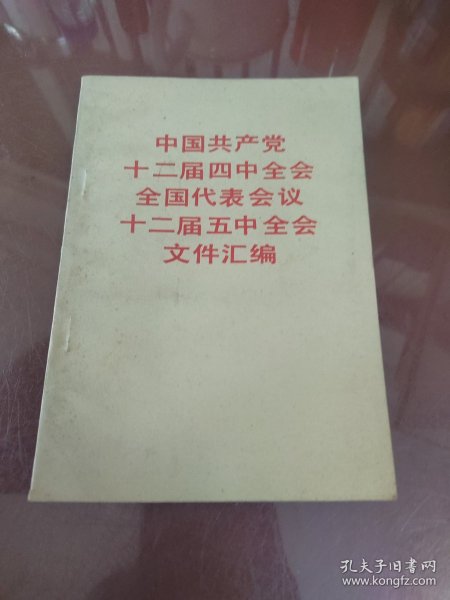 中国共产党
十二届四中全会
全国代表会议
十二届五中全会
文件汇编
孔夫子旧书网
www.kongfz.com